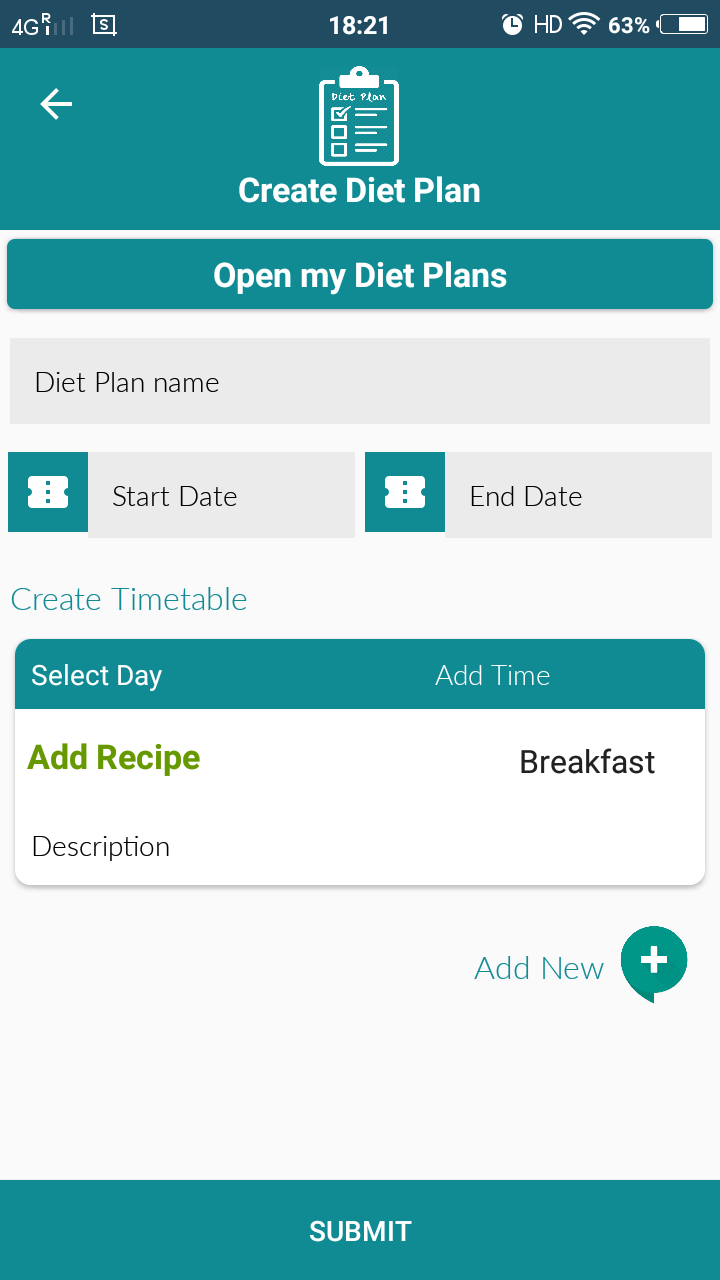 4G R 18:21 HD 63%
Diet Plan
Create Diet Plan
Open my Diet Plans
Diet Plan name
Start Date End Date
Create Timetable
Select Day Add Time
Add Recipe Breakfast
Description
Add New
SUBMIT